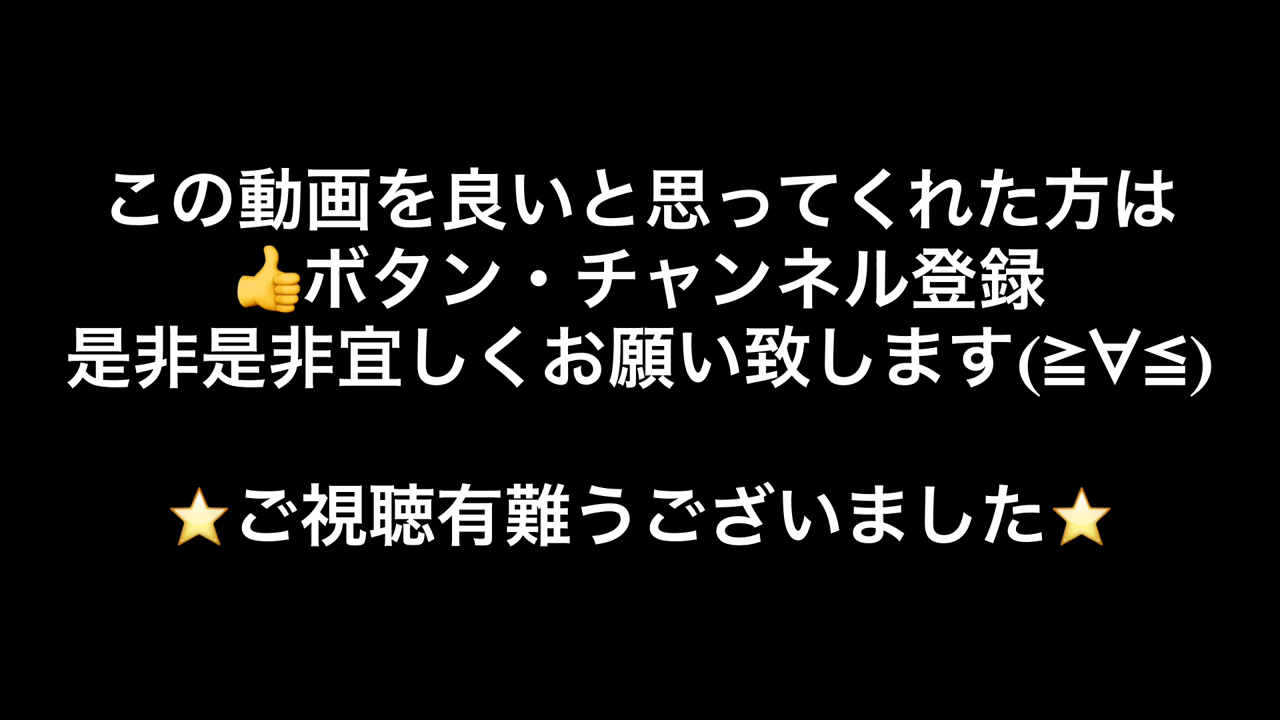 この動画を良いと思ってくれた方は
👍ボタン・チャンネル登録
是非是非宜しくお願い致します(≧∀≦)
⭐ご視聴有難うございました⭐